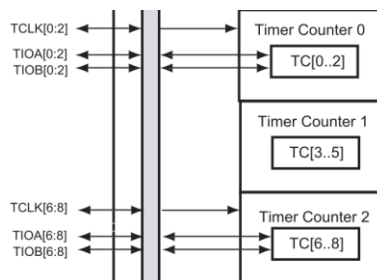 TCLK[0:2]
TIOA[0:2]
TIOB[0:2]
Timer Counter 0
TC[0..2]
Timer Counter 1
TC[3..5]
TCLK[6:8]
TIOA[6:8]
TIOB[6:8]
Timer Counter 2
TC[6..8]